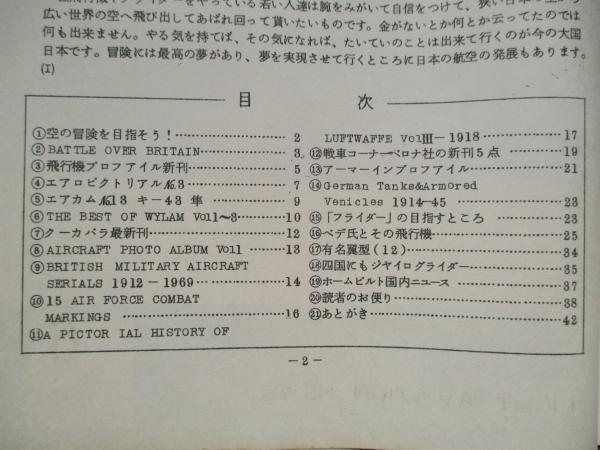 広い世界の空へ飛び出してあばれ回って貰いたいものです。金がないとか何とか云ってたのでは
何も出来ません。やる気を持てば、その気になれば、たいていのことは出来て行くのが今の大国
日本です。冒険には最高の夢があり、夢を実現させて行くところに日本の航空の発展もあります。
(I)
目 次
①空の冒険を目指そう!………………… 2
②BATTLE OVER BRITAIN……………… 3
③飛行機プロフアイル新刊……………… 5
④エアロピクトリアル№3……………… 7
⑤エアカム№13 キー43 隼 ………… 9
⑥THE BEST OF WYLAM Vol1~3………10
⑦クーカバラ最新刊………………………12
⑧AIRCRAFT PHOTO ALBUM Vol1 ……13
⑨BRITISH MILITARY AIRCRAFT
SERIALS 1912-1969………………14
⑩15 AIR FORCE COMBAT
MARKINGS ……………………………16
⑪A PICTOR IAL HISTORY OF
LUFTWAFFE VolⅢ-1918………………17
⑫戦車コーナーベロナ社の新刊5点 ………19
⑬アーマーインプロフアイル………………21
⑭German Tanks&Armored
Venicles 1914-45 …………………23
⑮「フライダー」の目指すところ …………23
⑯ベデ氏とその飛行機………………………25
⑰有名翼型(12)……………………………34
⑱四国にもジヤイログライダー……………35
⑲ホームビルト国内ニュース ………………37
⑳読者のお便り………………………………38
㉑あとがき……………………………………42
-2-